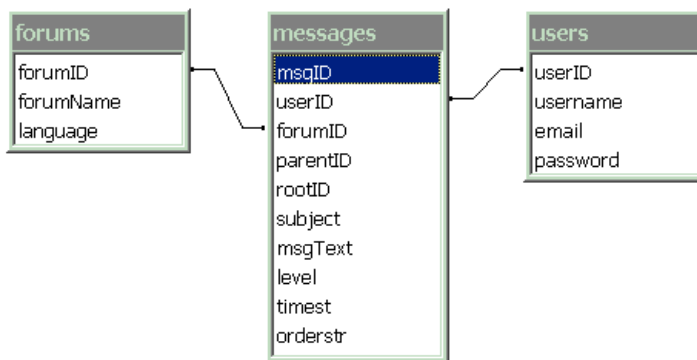 forums
forumID
forumName
language
messages
msgID
userID
forumID
parentID
rootID
subject
msgText
level
timest
orderstr
users
userID
username
email
password